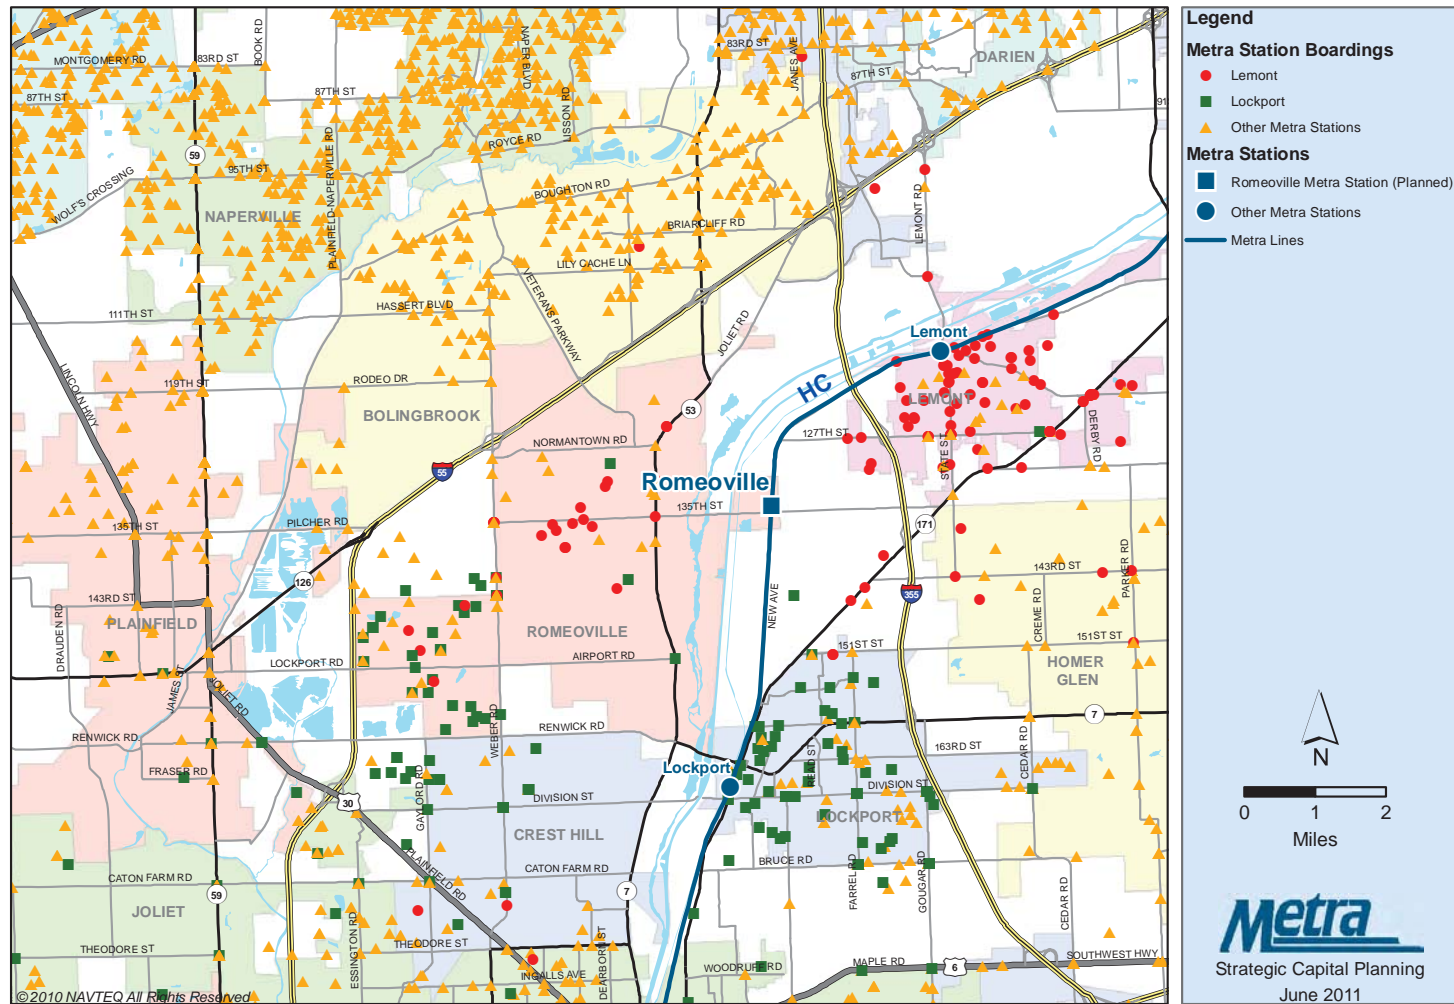 83RD ST
MONTGOMERY RD
83RD ST
BOOK RD
NAPER BLVD
JANES AVE
DARIEN
87TH ST
87TH ST
87TH ST
91
PLAINFIELD-NAPERVILLE RD
ROYCE RD
LISSON RD
59
95TH ST
WOLF'S CROSSING
NAPERVILLE
BOUGHTON RD
BRIARCLIFF RD
LEMONT RD
LILY CACHE LN
VETERANS PARKWAY
HASSERT BLVD
111TH ST
JOLIET RD
Lemont
LINCOLN HWY
119TH ST
RODEO DR
HC
BOLINGBROOK
53
LEMONT
DERBY RD
NORMANTOWN RD
127TH ST
STATE ST
55
Romeoville
135TH ST
PILCHER RD
135TH ST
171
126
143RD ST
143RD ST
355
PARKER RD
DRAUDEN RD
PLAINFIELD
ROMEOVILLE
NEW AVE
CREME RD
151ST ST
151ST ST
LOCKPORT RD
AIRPORT RD
HOMER
GLEN
JAMES ST
JOLIET RD
WEBER RD
7
RENWICK RD
RENWICK RD
163RD ST
CEDAR RD
READ ST
FRASER RD
Lockport
30
GAYLORD RD
DIVISION ST
DIVISION ST
LOCKPORT
CREST HILL
PLAINFIELD RD
BRUCE RD
CATON FARM RD
CATON FARM RD
59
7
FARREL RD
GOUGAR RD
CEDAR RD
JOLIET
ESSINGTON RD
THEODORE ST
THEODORE ST
DEARBORN ST
INGALLS AVE
WOODRUFF RD
MAPLE RD
6
SOUTHWEST HWY
©2010 NAVTEQ All Rights Reserved
Legend
Metra Station Boardings
Lemont
Lockport
Other Metra Stations
Metra Stations
Romeoville Metra Station (Planned)
Other Metra Stations
Metra Lines
N
0 1 2
Miles
Metra
Strategic Capital Planning
June 2011